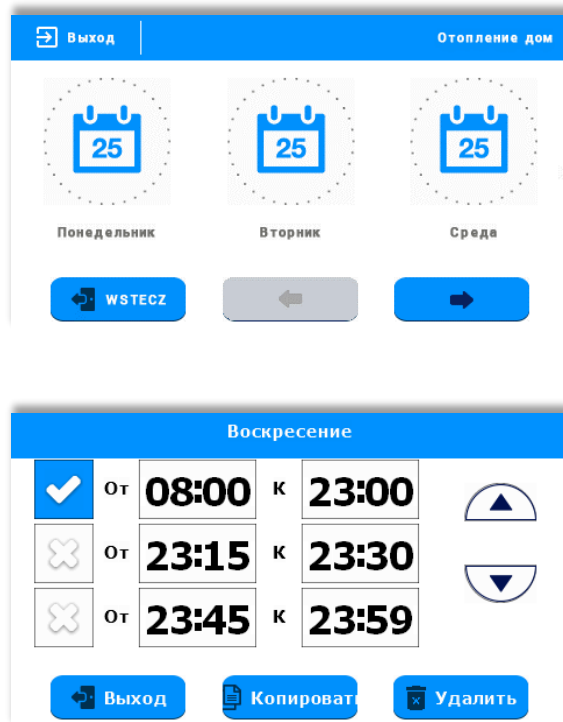 Выход Отопление дом
25 25 25
Понедельник Вторник Среда
WSTECZ
Воскресение
От 08:00 К 23:00
От 23:15 К 23:30
От 23:45 К 23:59
Выход Копироват Удалить